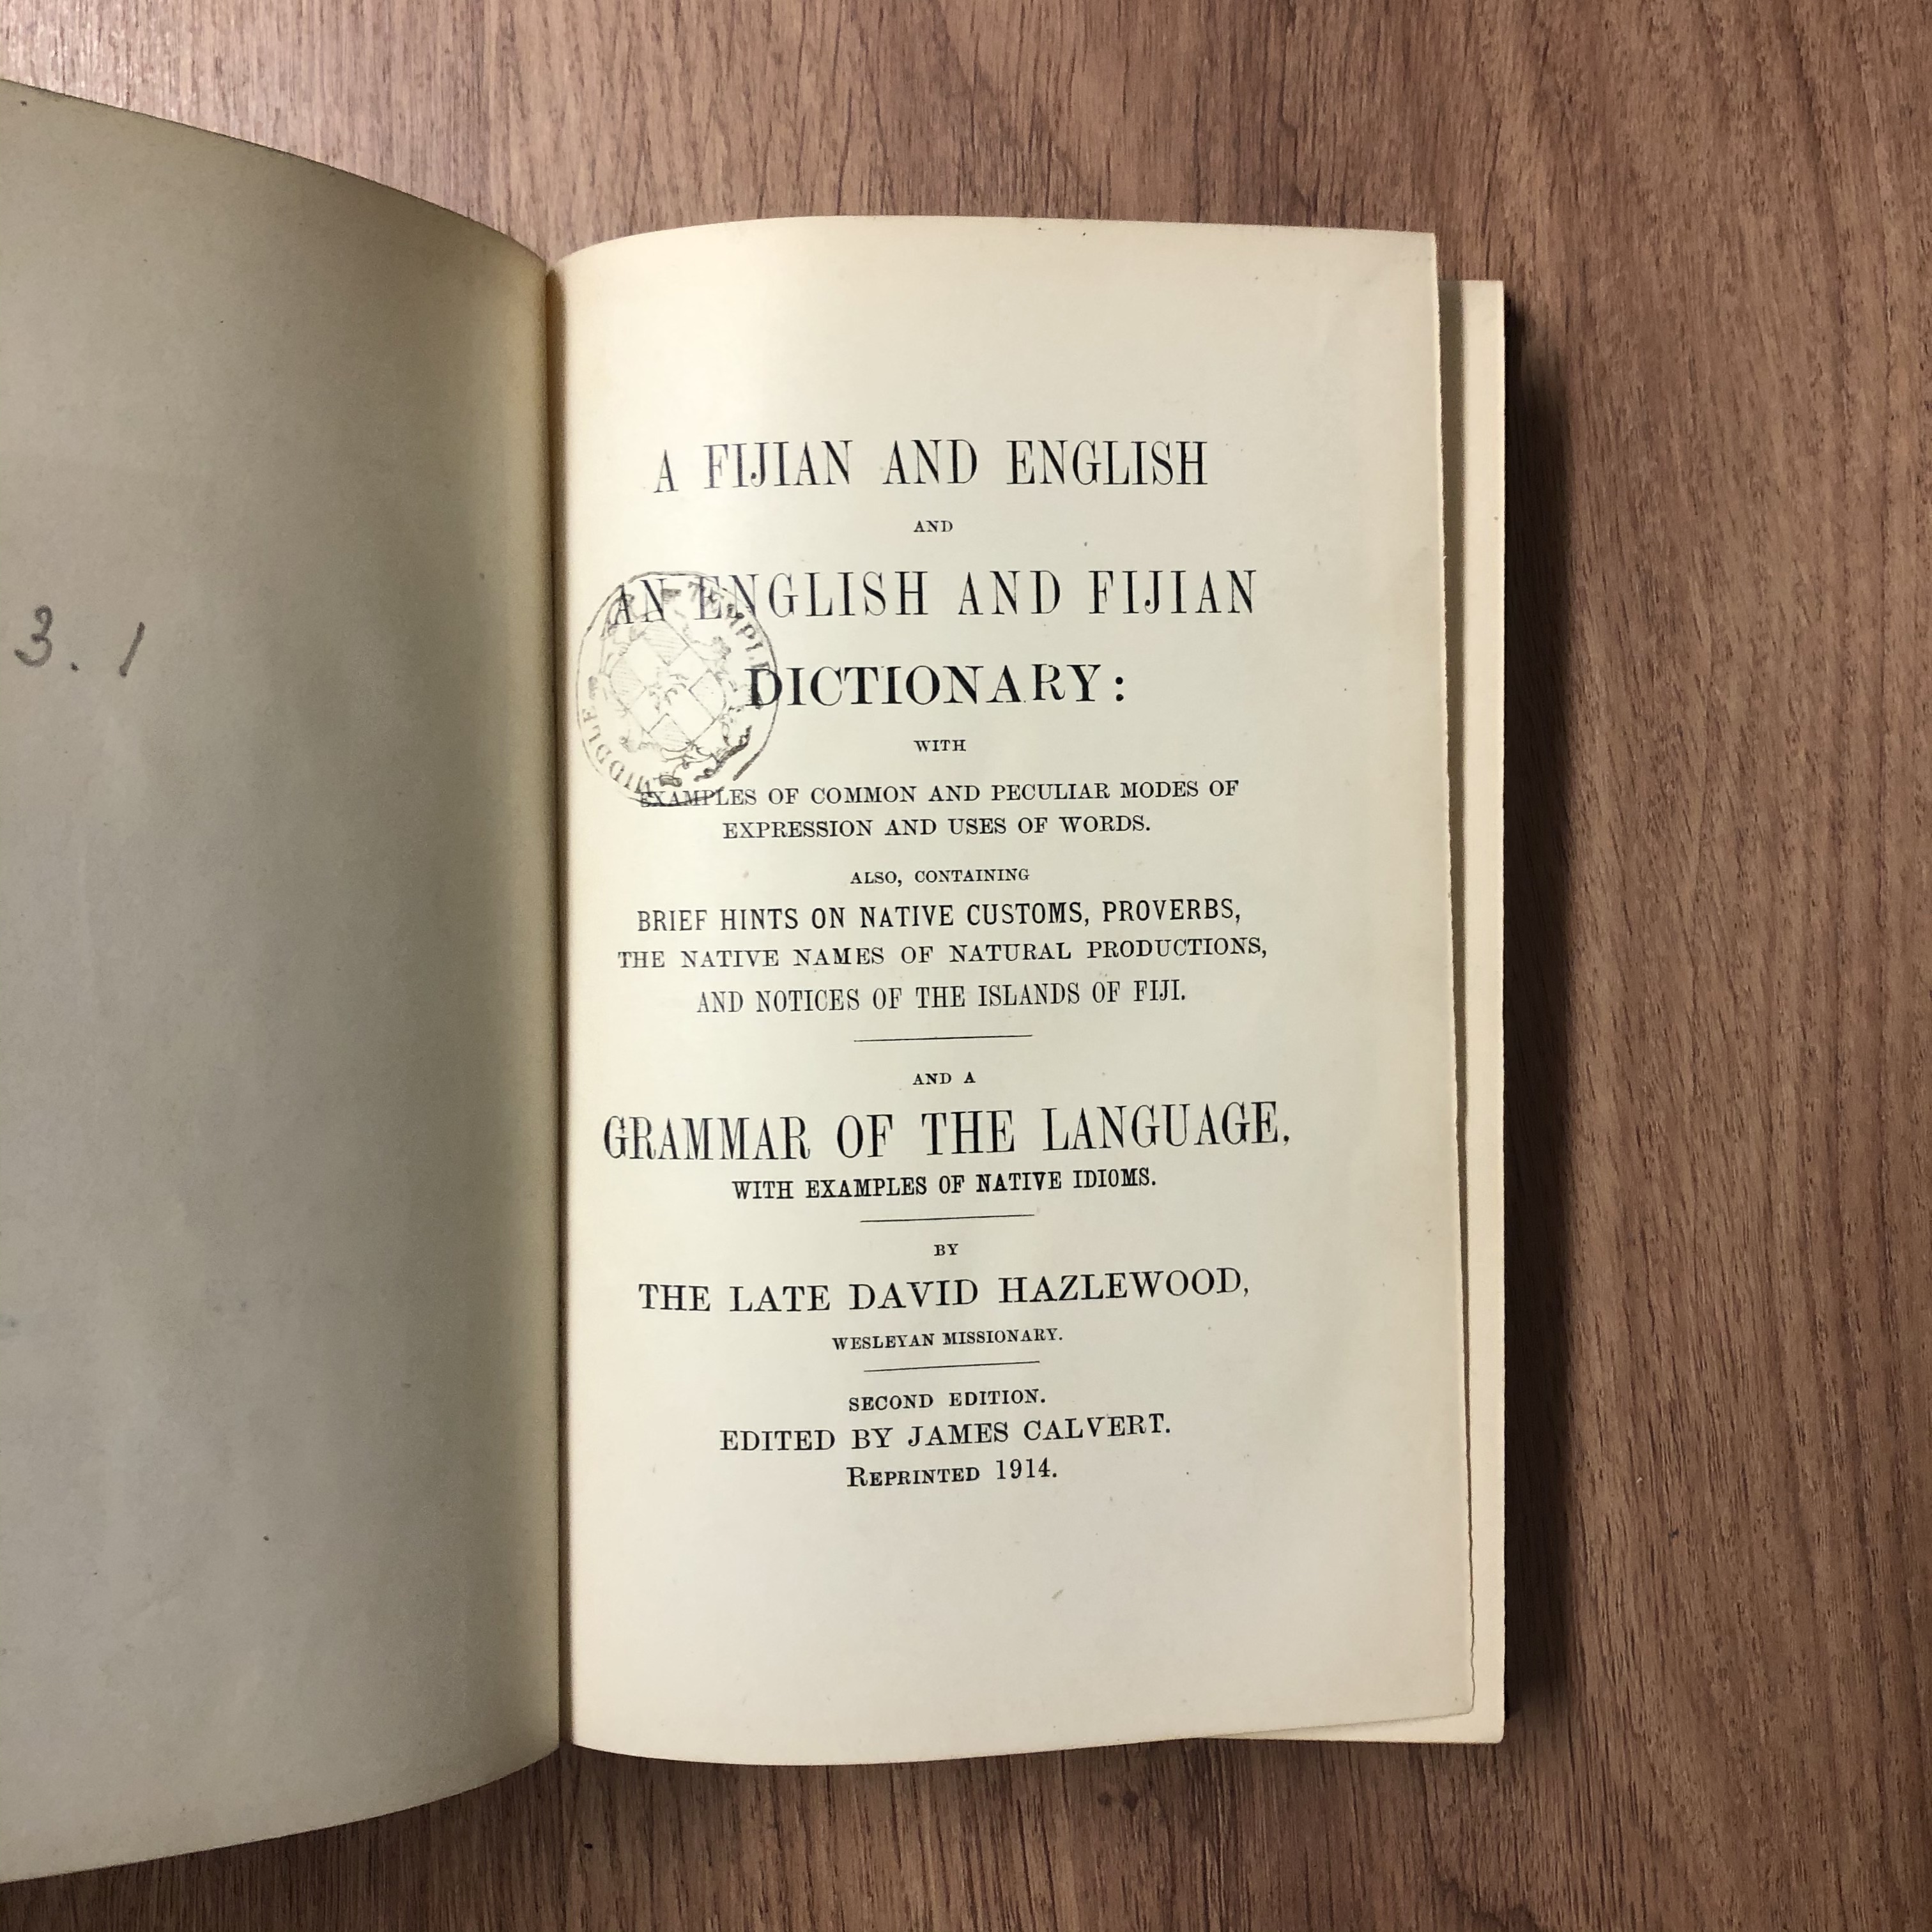 3. 1
A FIJIAN AND ENGLISH
AND
AN ENGLISH AND FIJIAN
DICTIONARY:
WITH
EXAMPLES OF COMMON AND PECULIAR MODES OF
EXPRESSION AND USES OF WORDS.
ALSO, CONTAINING
BRIEF HINTS ON NATIVE CUSTOMS, PROVERBS,
THE NATIVE NAMES OF NATURAL PRODUCTIONS,
AND NOTICES OF THE ISLANDS OF FIJI.
AND A
GRAMMAR OF THE LANGUAGE,
WITH EXAMPLES OF NATIVE IDIOMS.
BY
THE LATE DAVID HAZLEWOOD,
WESLEYAN MISSIONARY.
SECOND EDITION.
EDITED BY JAMES CALVERT.
REPRINTED 1914.
MIDDLE TEMPLE